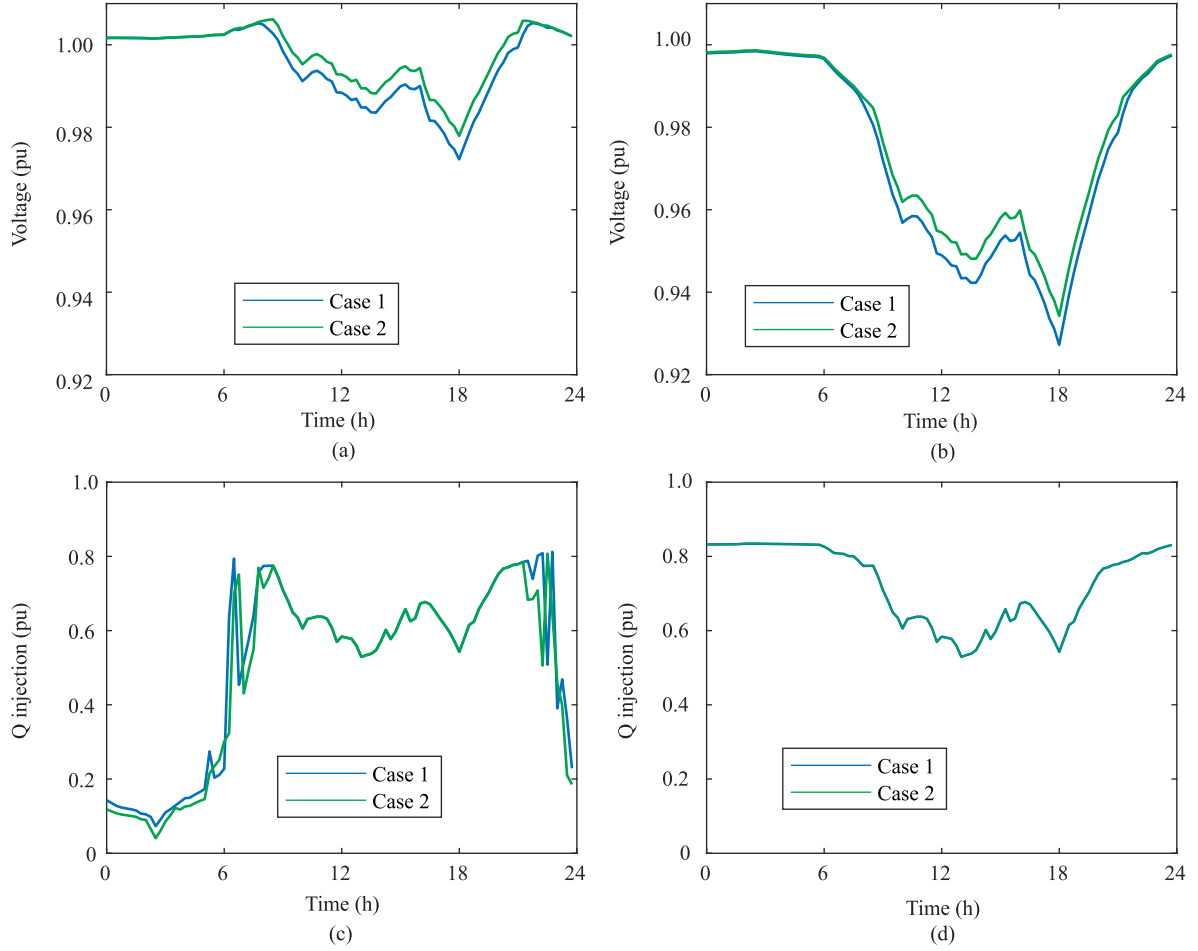 1.00
0.98
0.96
0.94
0.92
Voltage (pu)
Case 1
Case 2
0 6 12 18 24
Time (h)
(a)
1.00
0.98
0.96
0.94
0.92
Voltage (pu)
Case 1
Case 2
0 6 12 18 24
Time (h)
(b)
1.0
0.8
0.6
0.4
0.2
0
Q injection (pu)
Case 1
Case 2
0 6 12 18 24
Time (h)
(c)
1.0
0.8
0.6
0.4
0.2
0
Q injection (pu)
Case 1
Case 2
0 6 12 18 24
Time (h)
(d)